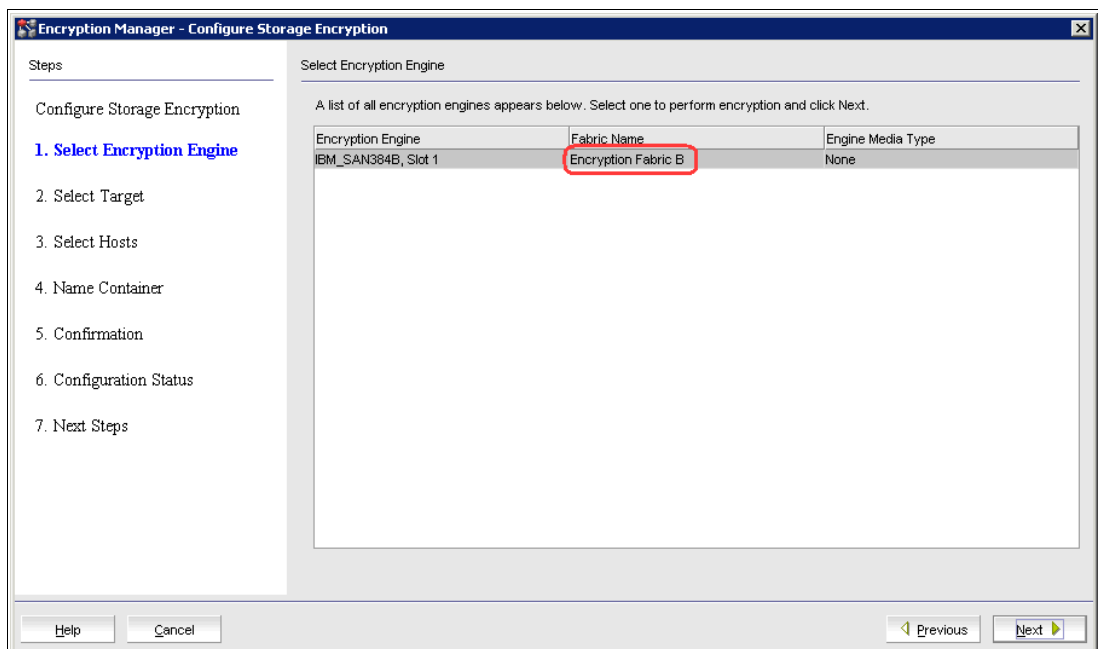 Encryption Manager - Configure Storage Encryption
Steps
Configure Storage Encryption
1. Select Encryption Engine
2. Select Target
3. Select Hosts
4. Name Container
5. Confirmation
6. Configuration Status
7. Next Steps
Select Encryption Engine
A list of all encryption engines appears below. Select one to perform encryption and click Next.
Encryption Engine Fabric Name Engine Media Type
IBM_SAN384B, Slot 1 Encryption Fabric B None
Help Cancel Previous Next